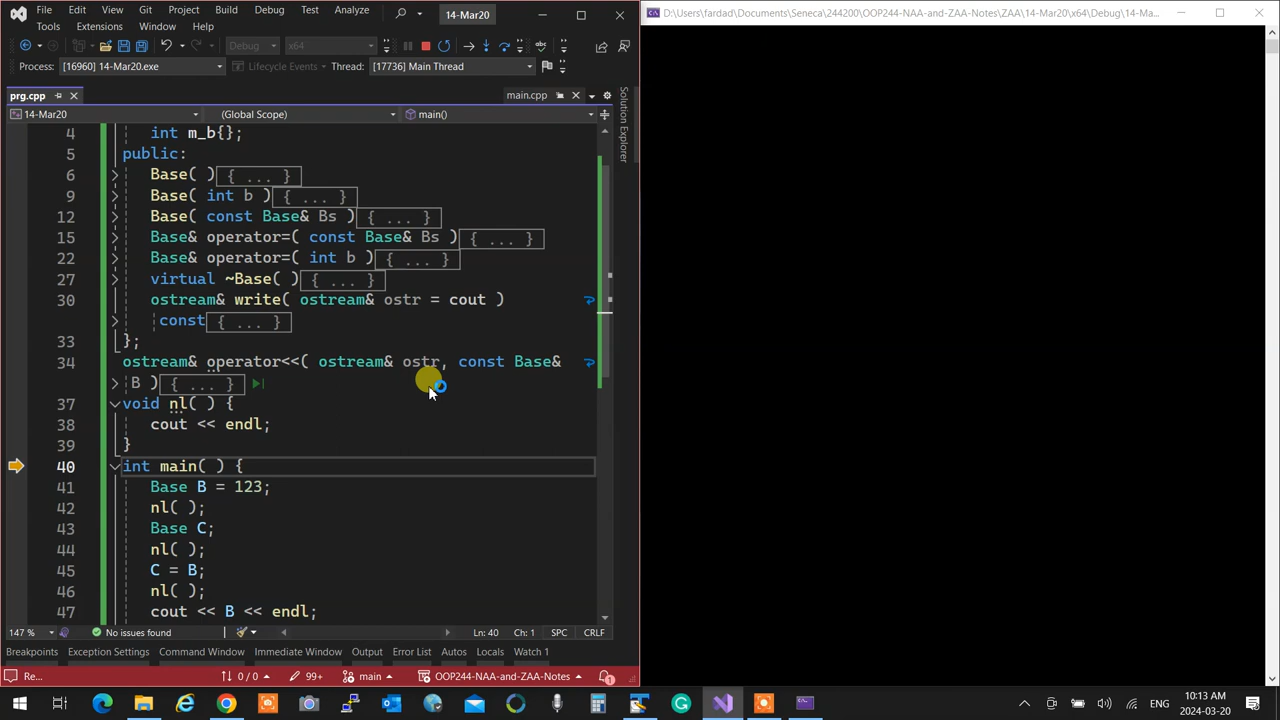 File Edit View Git Project Build Debug Test Analyze 14-Mar20
Tools Extensions Window Help
Debug x64
Process: [16960] 14-Mar20.exe Lifecycle Events Thread: [17736] Main Thread
prg.cpp main.cpp
14-Mar20 (Global Scope) main()
4 int m_b{};
5 public:
6 Base( ){ ... }
9 Base( int b ){ ... }
12 Base( const Base& Bs ){ ... }
15 Base& operator=( const Base& Bs ){ ... }
22 Base& operator=( int b ){ ... }
27 virtual ~Base( ){ ... }
30 ostream& write( ostream& ostr = cout )
const{ ... }
33 };
34 ostream& operator<<( ostream& ostr, const Base&
B ){ ... }
37 void nl( ) {
38 cout << endl;
39 }
40 int main( ) {
41 Base B = 123;
42 nl( );
43 Base C;
44 nl( );
45 C = B;
46 nl( );
47 cout << B << endl;
147 % No issues found Ln: 40 Ch: 1 SPC CRLF
Breakpoints Exception Settings Command Window Immediate Window Output Error List Autos Locals Watch 1
Re... 0 / 0 99+ main OOP244-NAA-and-ZAA-Notes 1
Solution Explorer
D:\Users\fardad\Documents\Seneca\244200\OOP244-NAA-and-ZAA-Notes\ZAA\14-Mar20\x64\Debug\14-Ma...
ENG
10:13 AM
2024-03-20